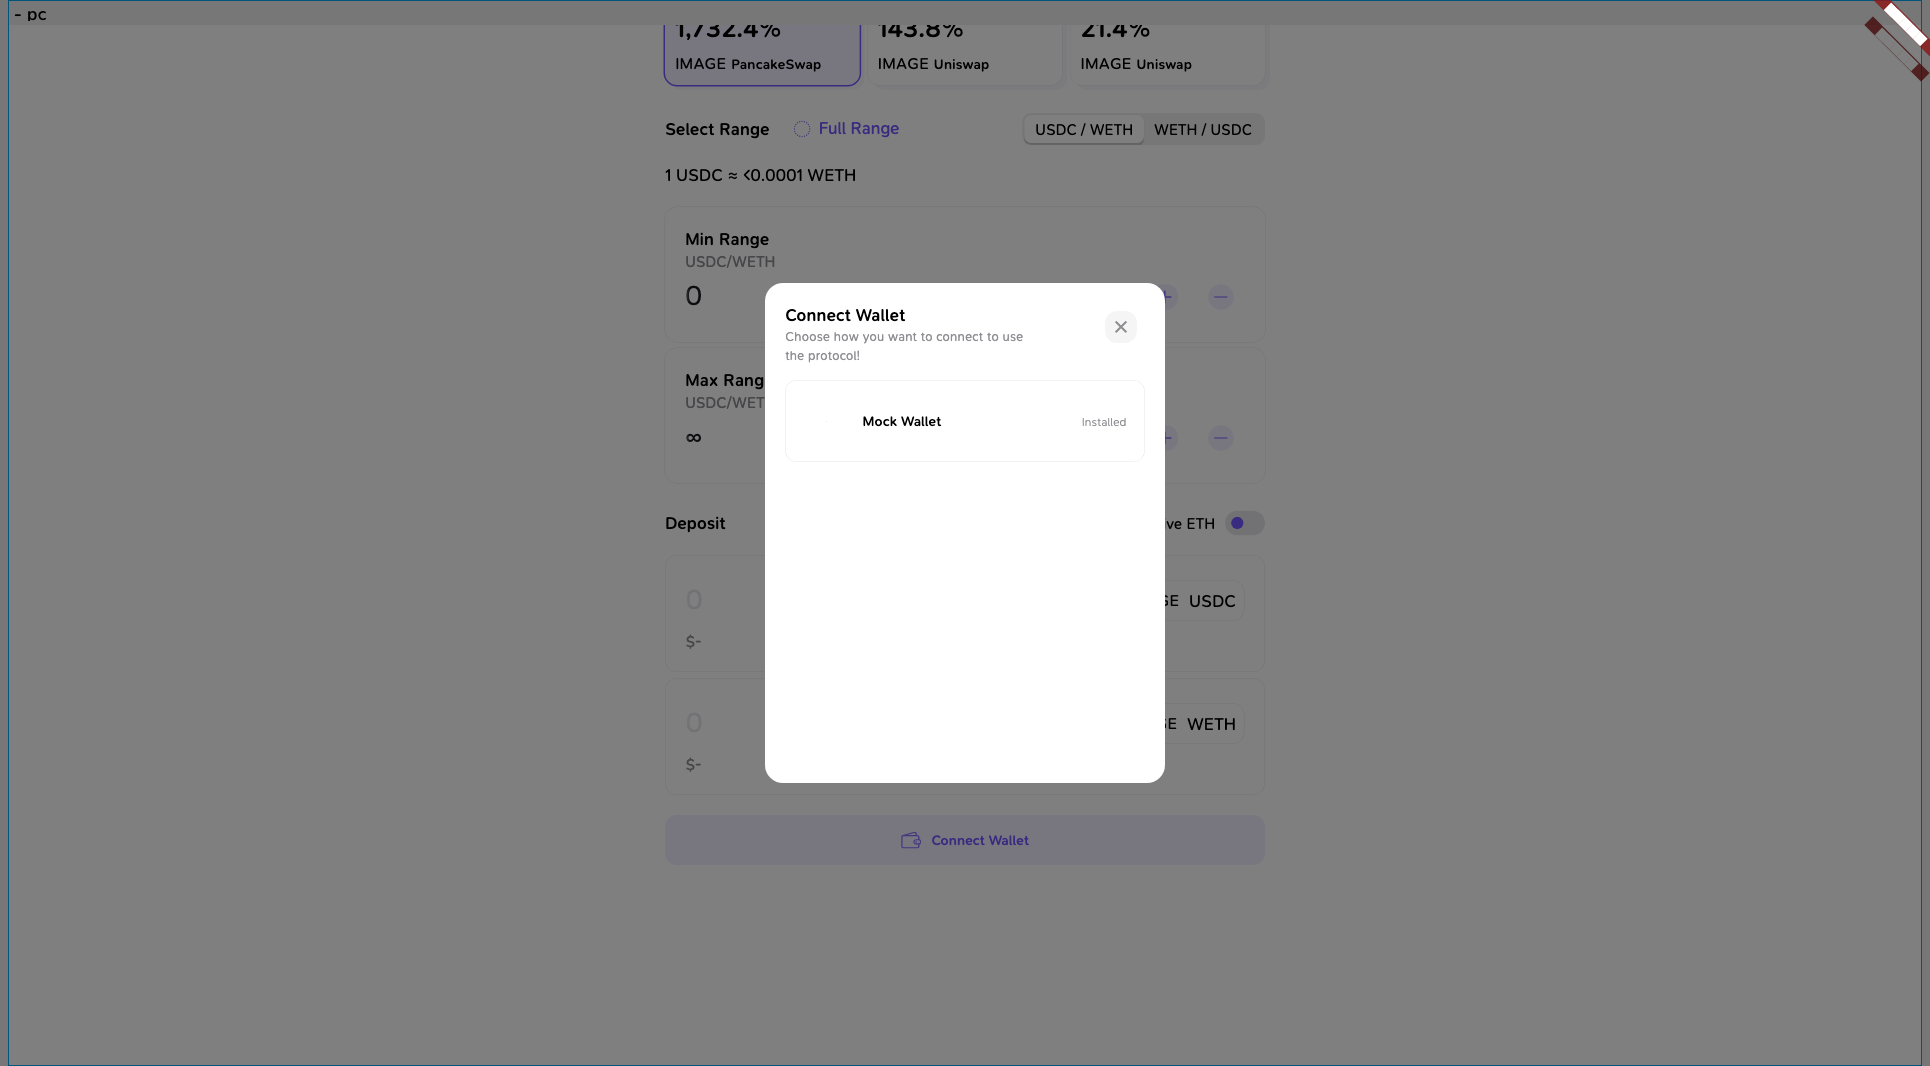 - pc
1,732.4% 143.8% 21.4%
IMAGE PancakeSwap IMAGE Uniswap IMAGE Uniswap
Select Range Full Range USDC / WETH WETH / USDC
1 USDC ≈ <0.0001 WETH
Min Range
USDC/WETH
0
Connect Wallet
Choose how you want to connect to use
the protocol!
Mock Wallet Installed
Max Rang
USDC/WET
∞
Deposit ve ETH
0 USDC
$-
0 WETH
$-
Connect Wallet